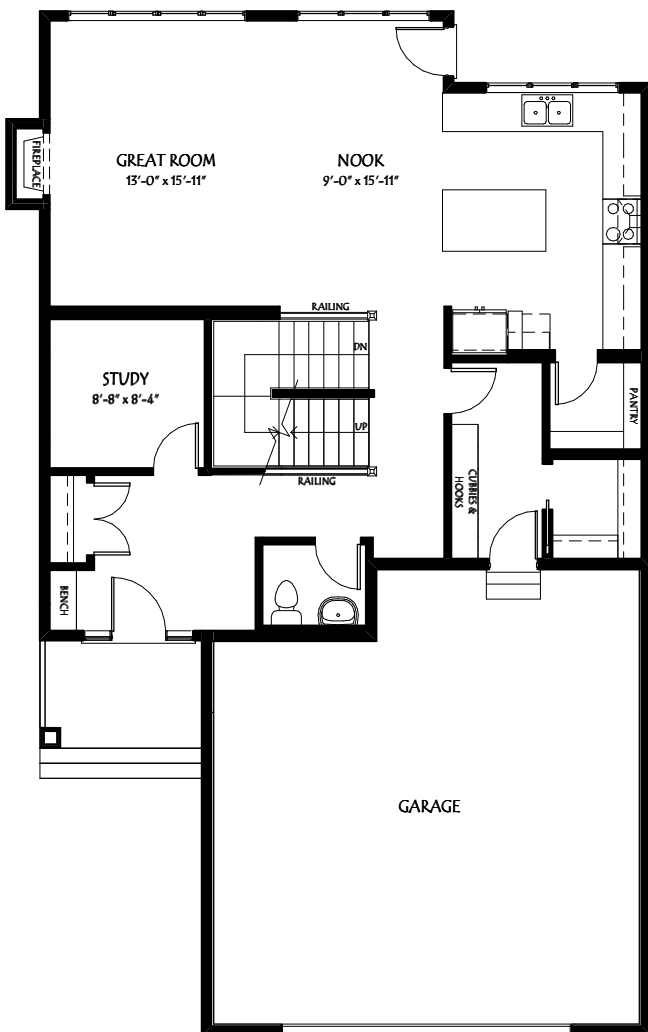 FIREPLACE
GREAT ROOM
13'-0" x 15'-11"
NOOK
9'-0" x 15'-11"
RAILING
DN
STUDY
8'-8" x 8'-4"
UP
PANTRY
RAILING
CUBBIES &
HOOKS
BENCH
GARAGE